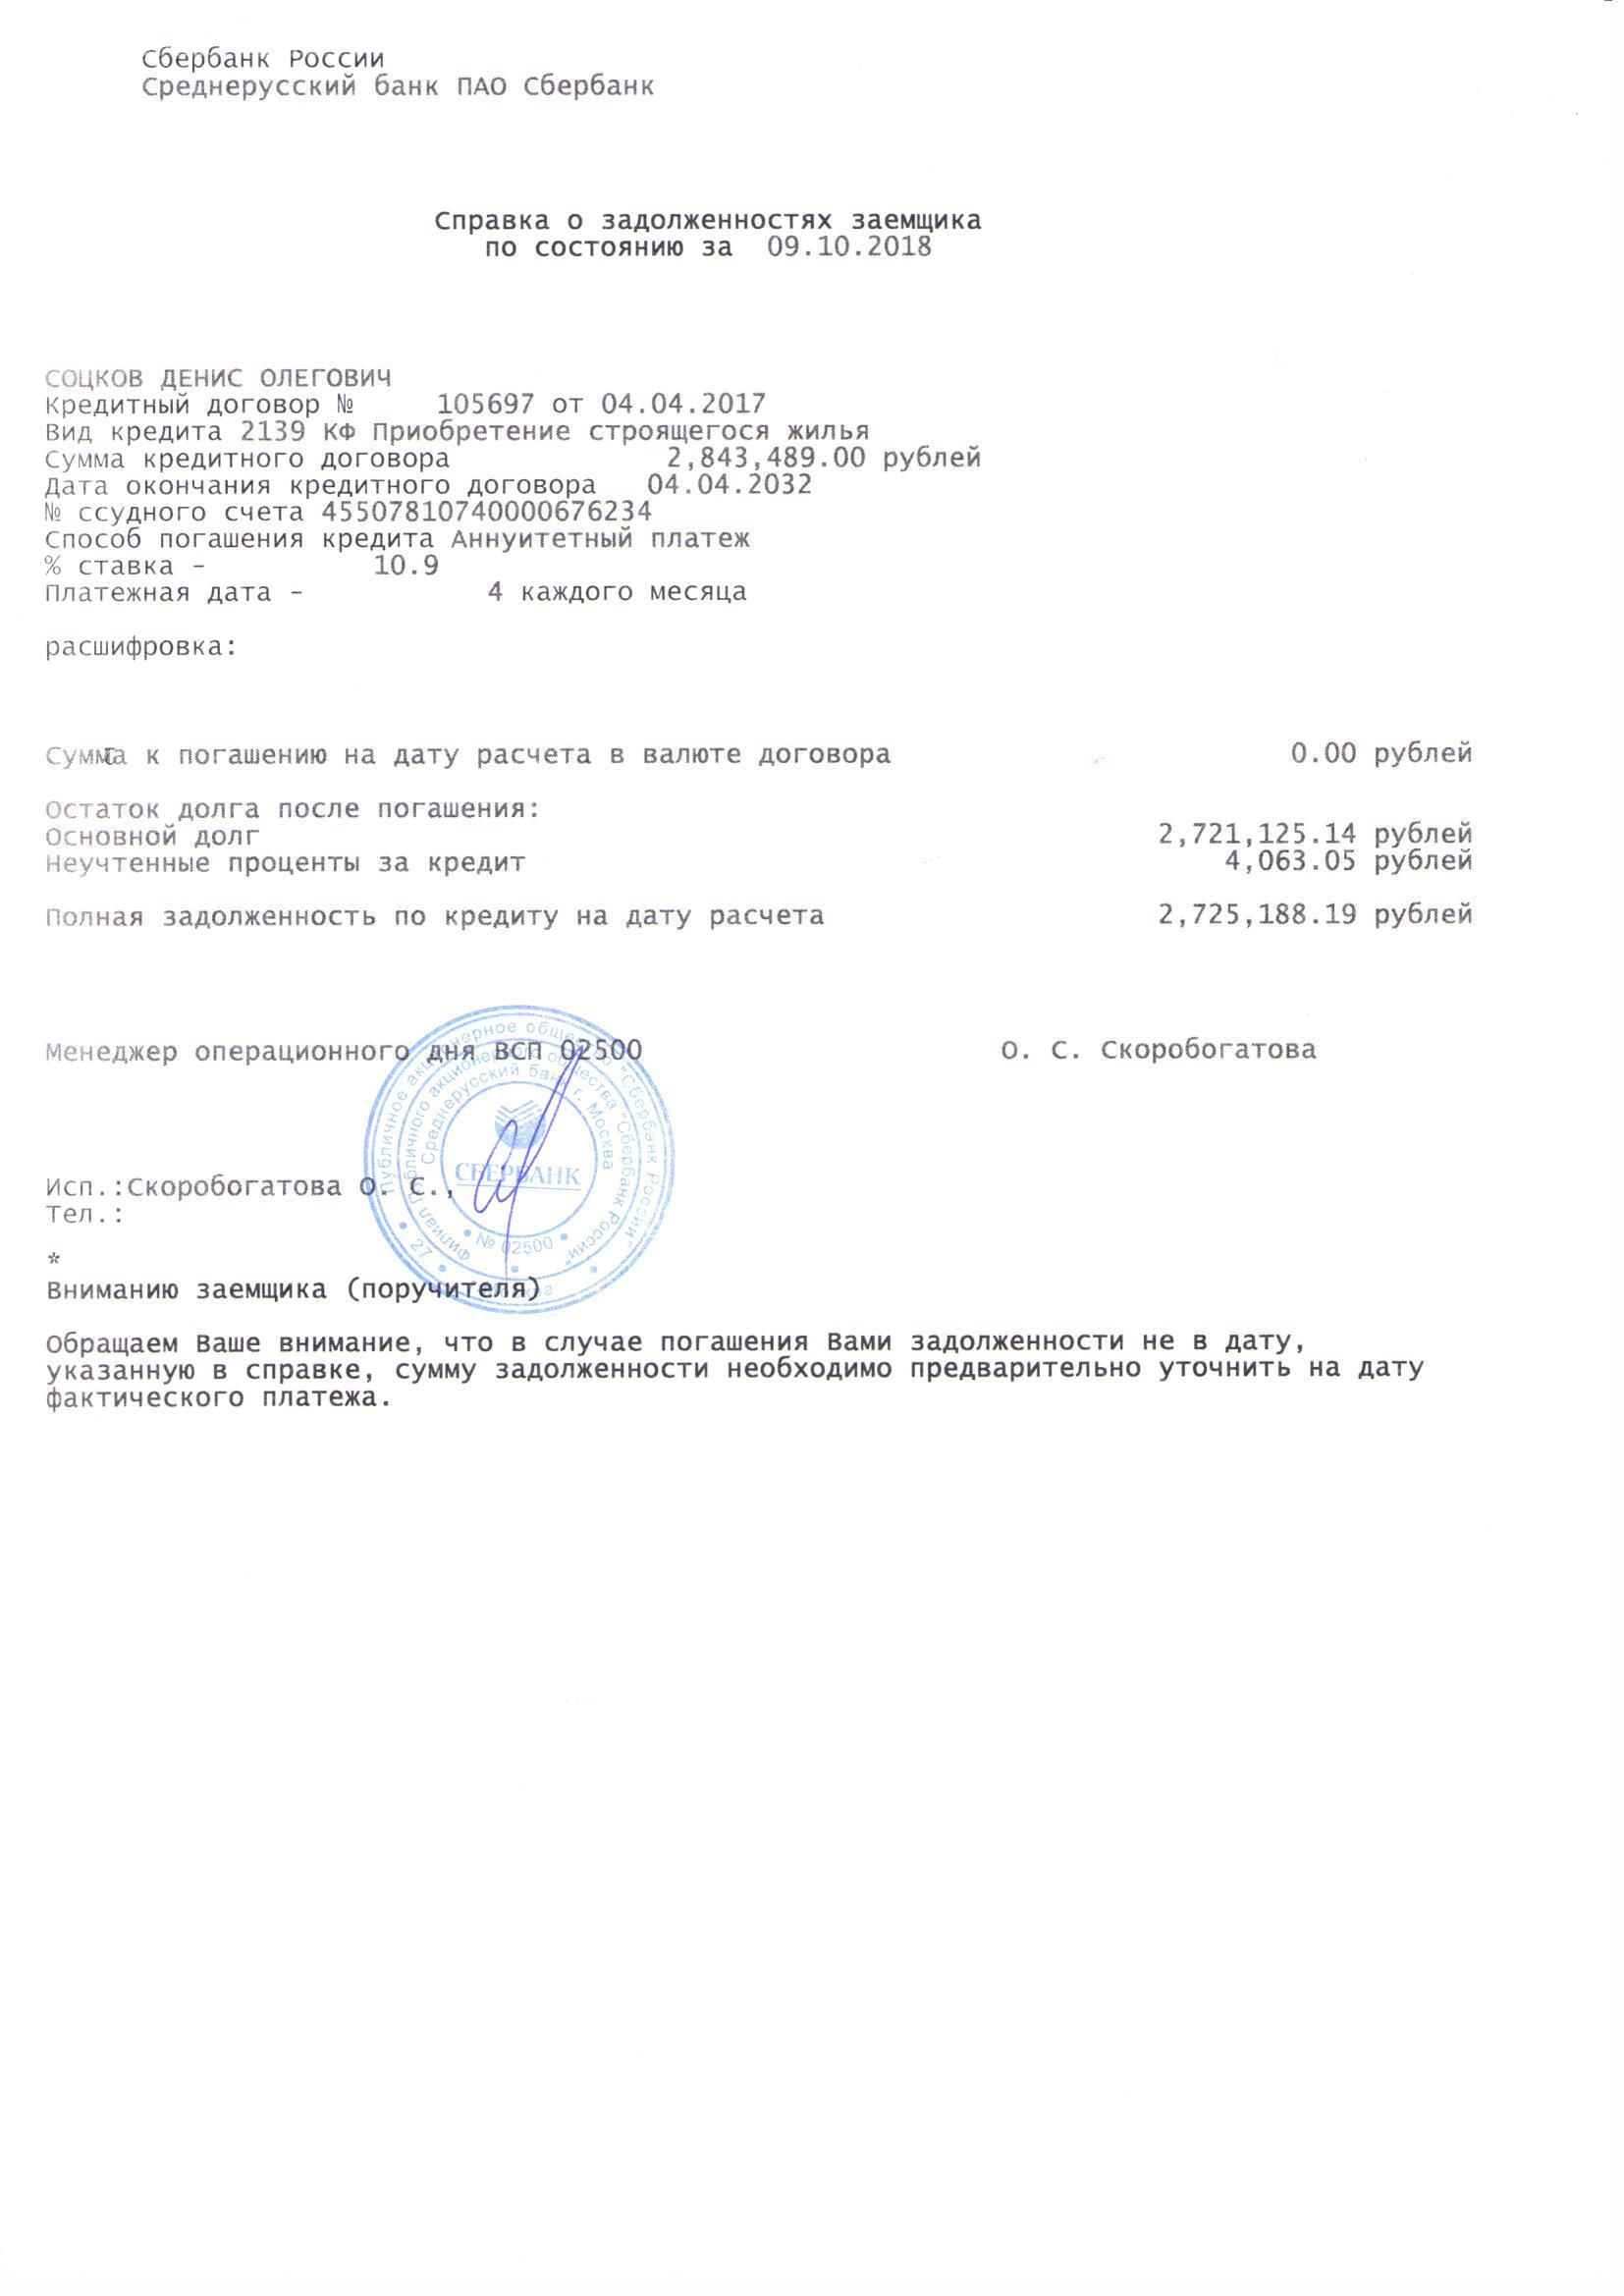 Сбербанк России
Среднерусский банк ПАО Сбербанк
Справка о задолженностях заемщика
по состоянию за 09.10.2018
СОЦКОВ ДЕНИС ОЛЕГОВИЧ
Кредитный договор № 105697 от 04.04.2017
Вид кредита 2139 КФ Приобретение строящегося жилья
Сумма кредитного договора 2,843,489.00 рублей
Дата окончания кредитного договора 04.04.2032
№ ссудного счета 45507810740000676234
Способ погашения кредита Аннуитетный платеж
% ставка - 10.9
Платежная дата - 4 каждого месяца
расшифровка:
Сумма к погашению на дату расчета в валюте договора 0.00 рублей
Остаток долга после погашения:
Основной долг 2,721,125.14 рублей
Неучтенные проценты за кредит 4,063.05 рублей
Полная задолженность по кредиту на дату расчета 2,725,188.19 рублей
Менеджер операционного дня ВСП 02500 О. С. Скоробогатова
Публичное акционерное общество "Сбербанк России"
Филиал Публичного акционерного общества "Сбербанк России"
Среднерусский банк г. Москва
СБЕРБАНК
№ 02500
27
Исп.:Скоробогатова О. С.,
Тел.:
*
Вниманию заемщика (поручителя)
Обращаем Ваше внимание, что в случае погашения Вами задолженности не в дату,
указанную в справке, сумму задолженности необходимо предварительно уточнить на дату
фактического платежа.